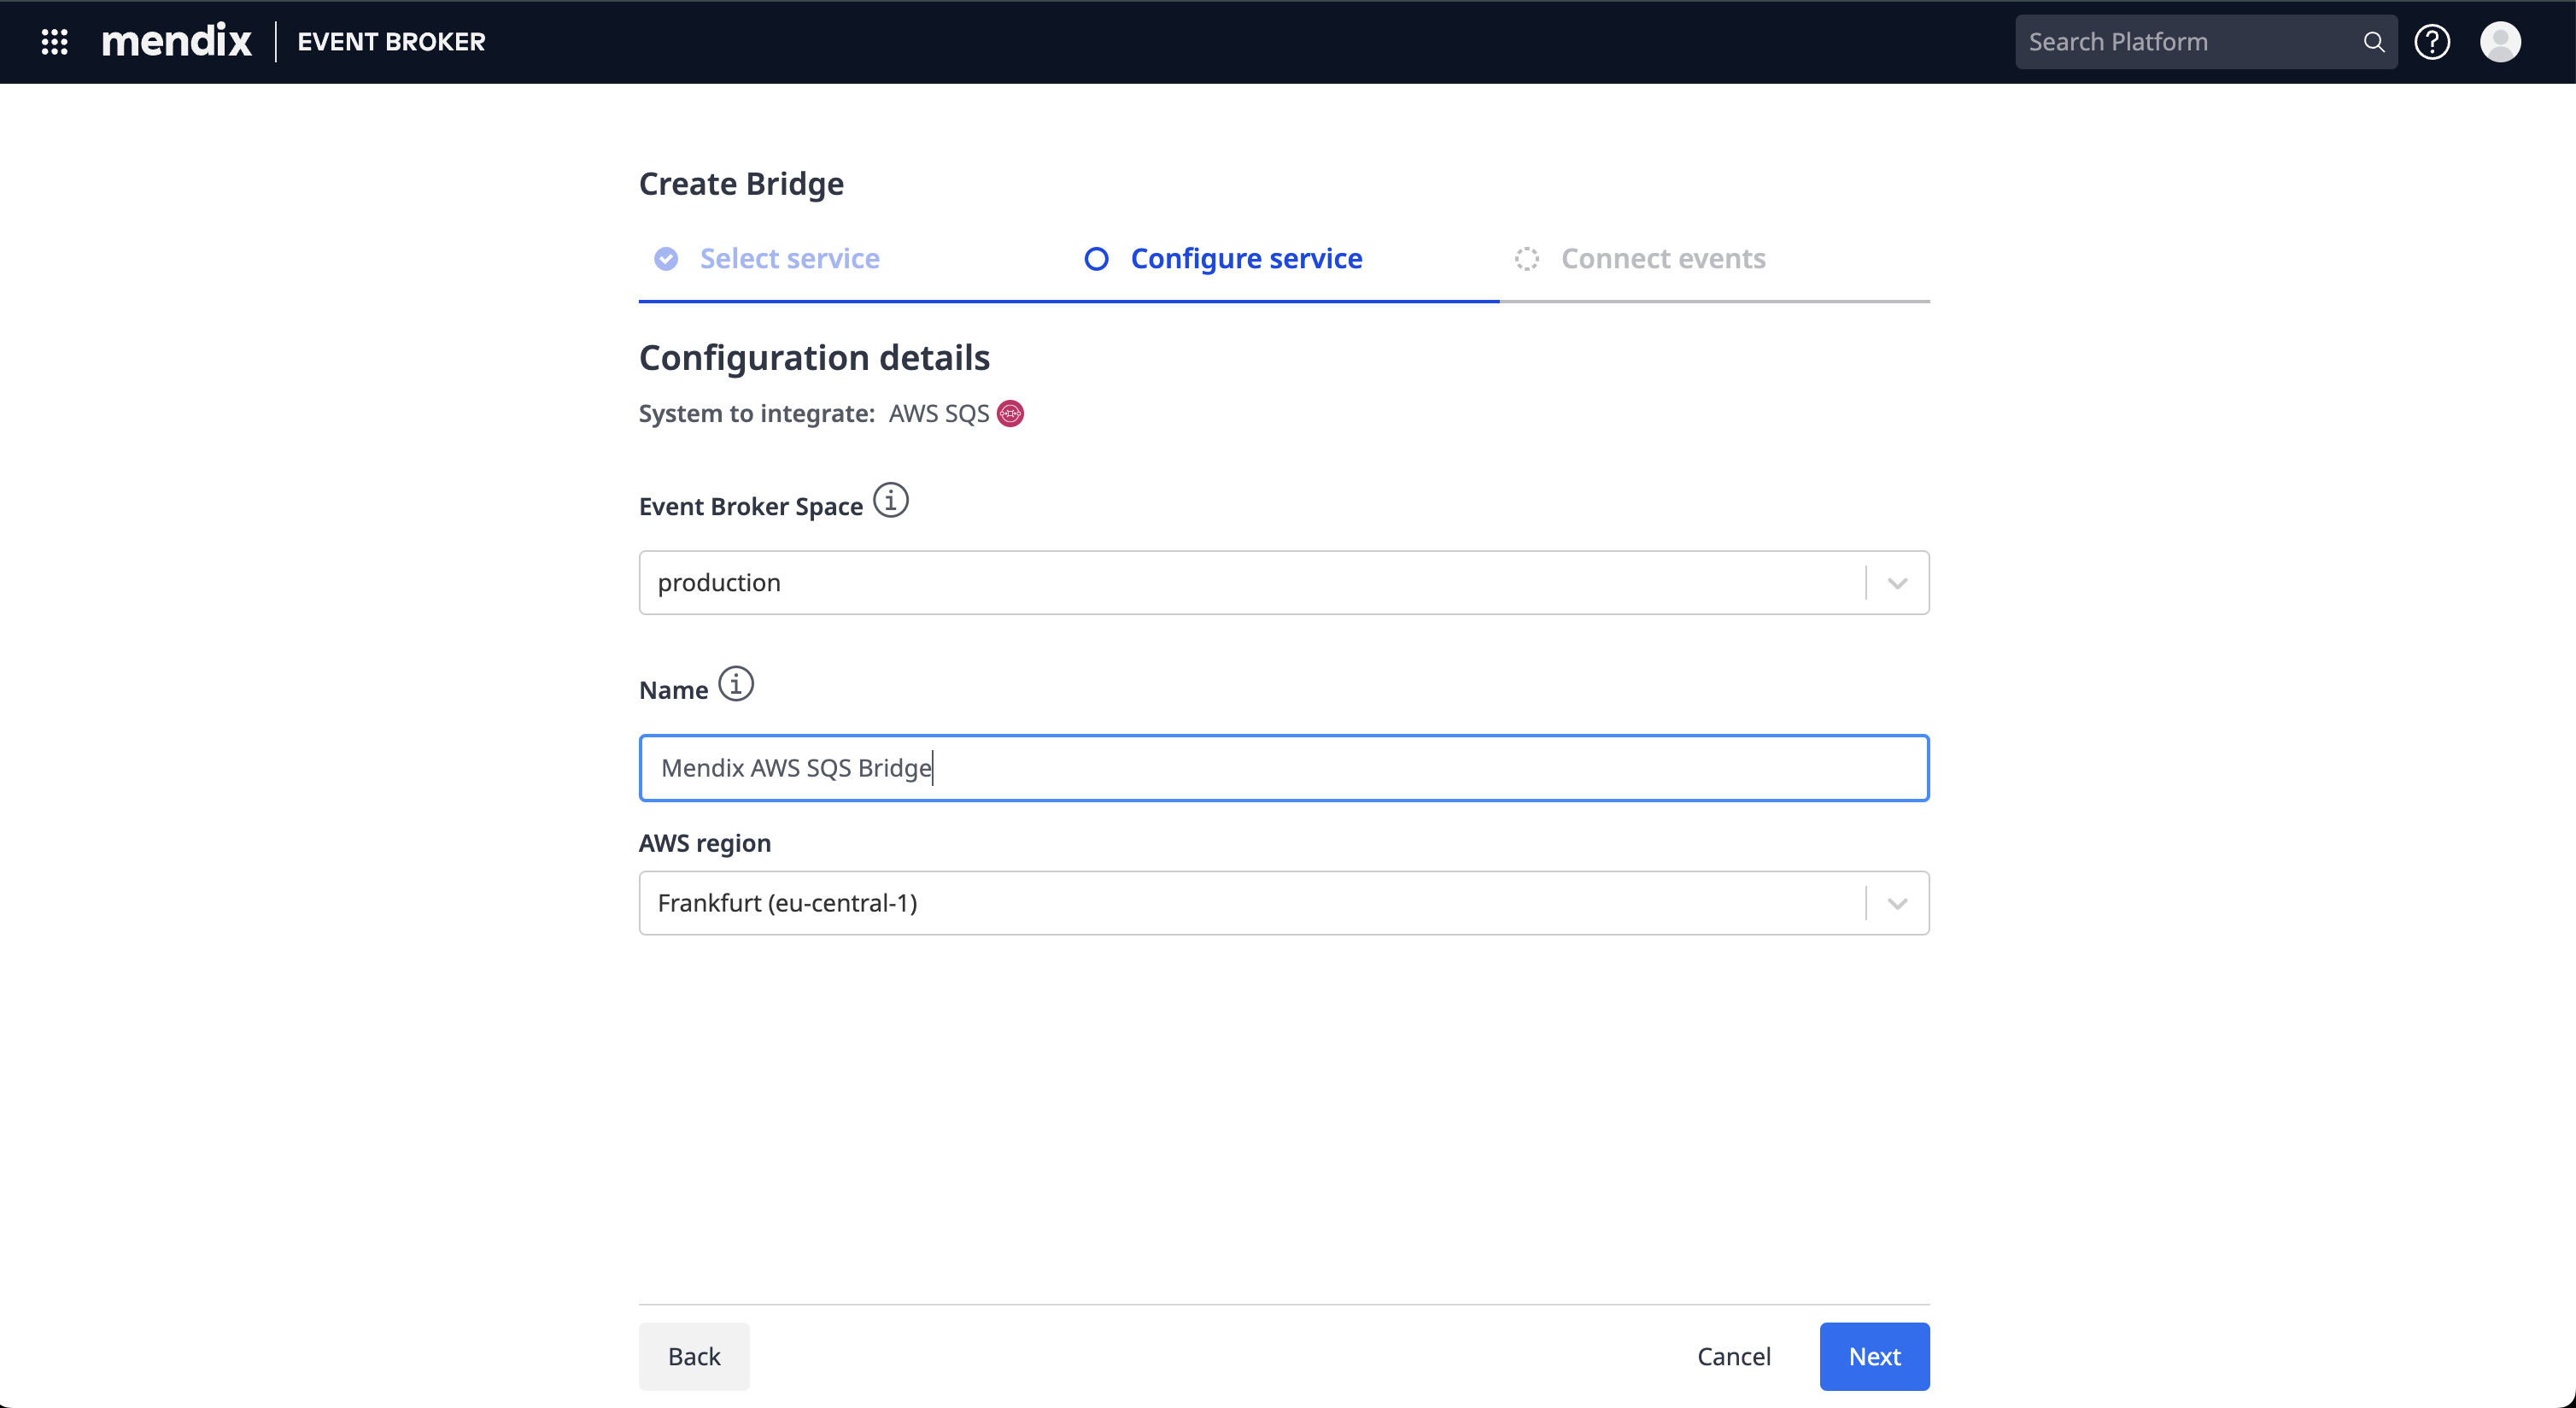 mendix EVENT BROKER Search Platform
Create Bridge
Select service Configure service Connect events
Configuration details
System to integrate: AWS SQS
Event Broker Space
production
Name
Mendix AWS SQS Bridge
AWS region
Frankfurt (eu-central-1)
Back Cancel Next